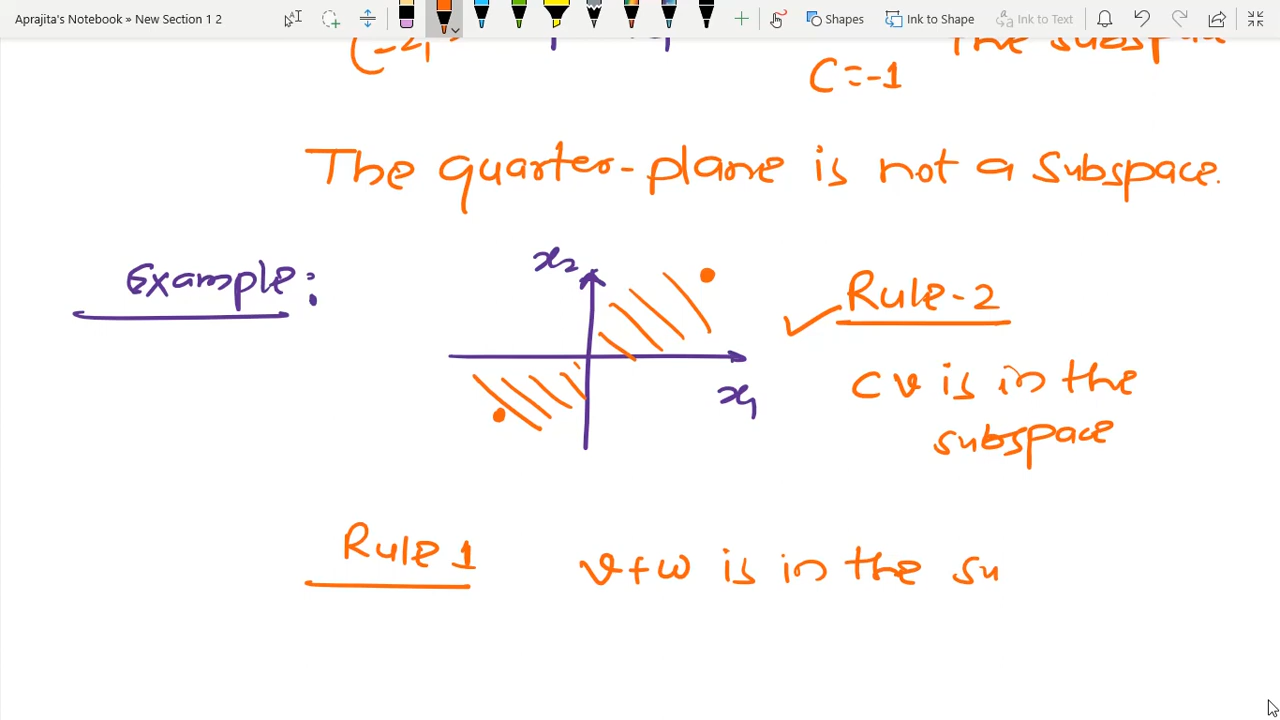 Aprajita's Notebook » New Section 1 2
Shapes
Ink to Shape
Ink to Text
C=-1
The quarter-plane is not a Subspace.
Example:
x2
x1
Rule-2
cv is in the
subspace
Rule 1
v+w is in the su